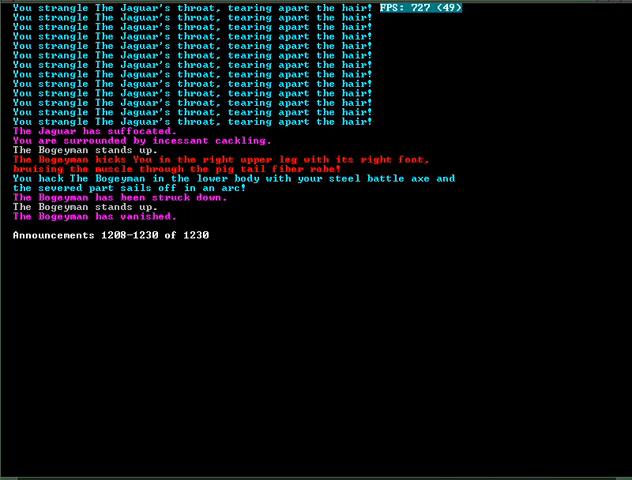 You strangle The Jaguar's throat, tearing apart the hair! FPS: 727 (49)
You strangle The Jaguar's throat, tearing apart the hair!
You strangle The Jaguar's throat, tearing apart the hair!
You strangle The Jaguar's throat, tearing apart the hair!
You strangle The Jaguar's throat, tearing apart the hair!
You strangle The Jaguar's throat, tearing apart the hair!
You strangle The Jaguar's throat, tearing apart the hair!
You strangle The Jaguar's throat, tearing apart the hair!
You strangle The Jaguar's throat, tearing apart the hair!
You strangle The Jaguar's throat, tearing apart the hair!
You strangle The Jaguar's throat, tearing apart the hair!
You strangle The Jaguar's throat, tearing apart the hair!
You strangle The Jaguar's throat, tearing apart the hair!
The Jaguar has suffocated.
You are surrounded by incessant cackling.
The Bogeyman stands up.
The Bogeyman kicks You in the right upper leg with its right foot,
bruising the muscle through the pig tail fiber robe!
You hack The Bogeyman in the lower body with your steel battle axe and
the severed part sails off in an arc!
The Bogeyman has been struck down.
The Bogeyman stands up.
The Bogeyman has vanished.
Announcements 1208-1230 of 1230